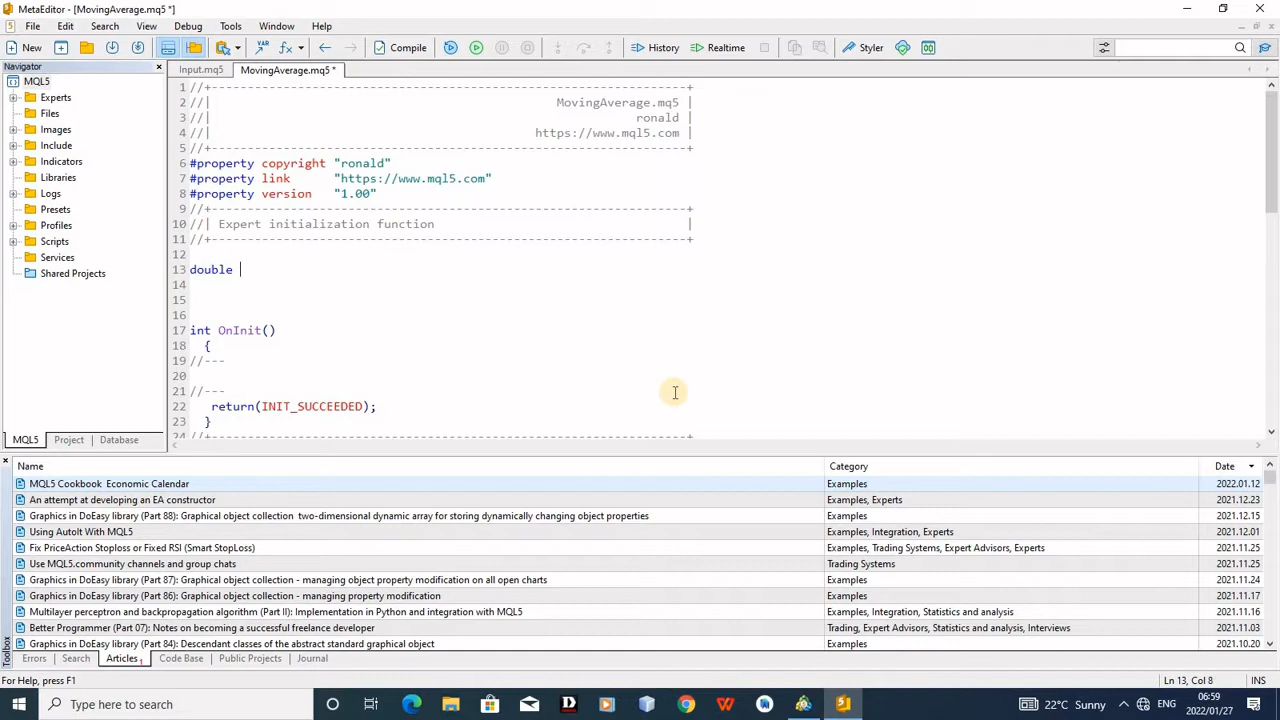 MetaEditor - [MovingAverage.mq5 *]
File Edit Search View Debug Tools Window Help
New VAR fx Compile History Realtime Styler
Navigator
MQL5
Experts
Files
Images
Include
Indicators
Libraries
Logs
Presets
Profiles
Scripts
Services
Shared Projects
MQL5 Project Database
Input.mq5 MovingAverage.mq5 *
1 //+------------------------------------------------------------------+
2 //| MovingAverage.mq5 |
3 //| ronald |
4 //| https://www.mql5.com |
5 //+------------------------------------------------------------------+
6 #property copyright "ronald"
7 #property link "https://www.mql5.com"
8 #property version "1.00"
9 //+------------------------------------------------------------------+
10 //| Expert initialization function |
11 //+------------------------------------------------------------------+
12
13 double
14
15
16
17 int OnInit()
18 {
19 //---
20
21 //---
22 return(INIT_SUCCEEDED);
23 }
24 //+------------------------------------------------------------------+
Name Category Date
MQL5 Cookbook Economic Calendar Examples 2022.01.12
An attempt at developing an EA constructor Examples, Experts 2021.12.23
Graphics in DoEasy library (Part 88): Graphical object collection two-dimensional dynamic array for storing dynamically changing object properties Examples 2021.12.15
Using AutoIt With MQL5 Examples, Integration, Experts 2021.12.01
Fix PriceAction Stoploss or Fixed RSI (Smart StopLoss) Examples, Trading Systems, Expert Advisors, Experts 2021.11.25
Use MQL5.community channels and group chats Trading Systems 2021.11.25
Graphics in DoEasy library (Part 87): Graphical object collection - managing object property modification on all open charts Examples 2021.11.24
Graphics in DoEasy library (Part 86): Graphical object collection - managing property modification Examples 2021.11.17
Multilayer perceptron and backpropagation algorithm (Part II): Implementation in Python and integration with MQL5 Examples, Integration, Statistics and analysis 2021.11.16
Better Programmer (Part 07): Notes on becoming a successful freelance developer Trading, Expert Advisors, Statistics and analysis, Interviews 2021.11.03
Graphics in DoEasy library (Part 84): Descendant classes of the abstract standard graphical object Examples 2021.10.20
Toolbox
Errors Search Articles 1 Code Base Public Projects Journal
For Help, press F1 Ln 13, Col 8 INS
Type here to search 22°C Sunny ENG 06:59
2022/01/27